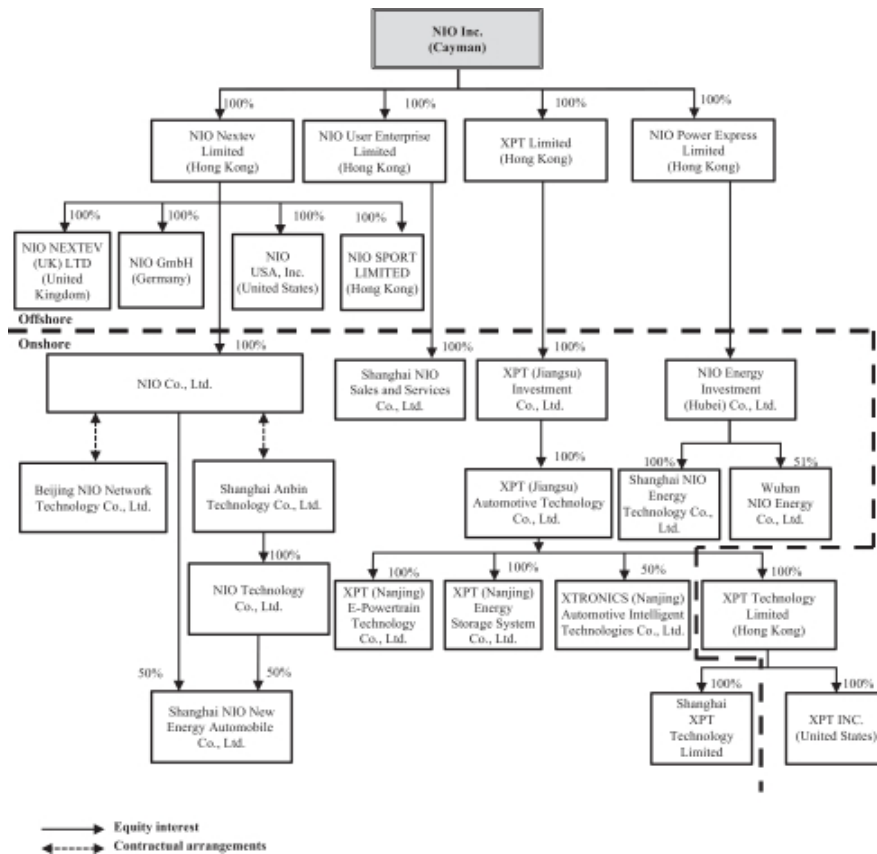 NIO Inc.
(Cayman)
100%
100%
100%
100%
NIO Nextev
Limited
(Hong Kong)
NIO User Enterprise
Limited
(Hong Kong)
XPT Limited
(Hong Kong)
NIO Power Express
Limited
(Hong Kong)
100%
100%
100%
100%
NIO NEXTEV
(UK) LTD
(United
Kingdom)
NIO GmbH
(Germany)
NIO
USA, Inc.
(United States)
NIO SPORT
LIMITED
(Hong Kong)
Offshore
Onshore
100%
100%
100%
NIO Co., Ltd.
Shanghai NIO
Sales and Services
Co., Ltd.
XPT (Jiangsu)
Investment
Co., Ltd.
NIO Energy
Investment
(Hubei) Co., Ltd.
100%
100%
51%
Beijing NIO Network
Technology Co., Ltd.
Shanghai Anbin
Technology Co., Ltd.
XPT (Jiangsu)
Automotive Technology
Co., Ltd.
Shanghai NIO
Energy
Technology Co.,
Ltd.
Wuhan
NIO Energy
Co., Ltd.
100%
100%
100%
50%
100%
NIO Technology
Co., Ltd.
XPT (Nanjing)
E-Powertrain
Technology
Co., Ltd.
XPT (Nanjing)
Energy
Storage System
Co., Ltd.
XTRONICS (Nanjing)
Automotive Intelligent
Technologies Co., Ltd.
XPT Technology
Limited
(Hong Kong)
50%
50%
100%
100%
Shanghai NIO New
Energy Automobile
Co., Ltd.
Shanghai
XPT
Technology
Limited
XPT INC.
(United States)
Equity interest
Contractual arrangements